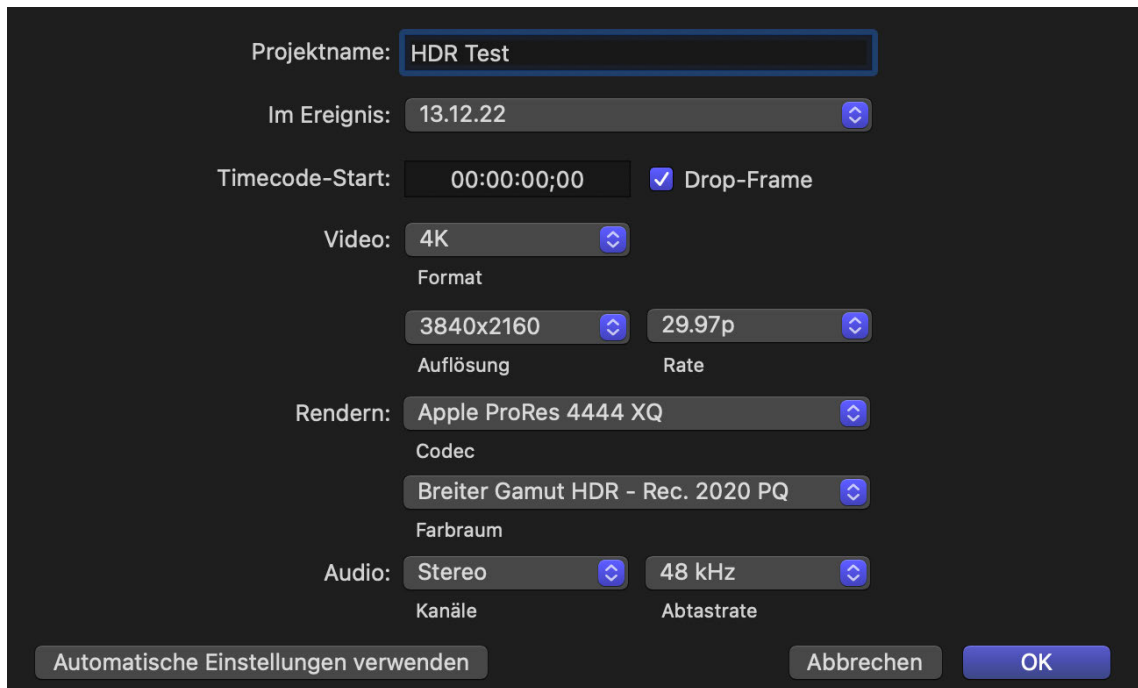 Projektname: HDR Test
Im Ereignis: 13.12.22
Timecode-Start: 00:00:00;00 Drop-Frame
Video: 4K
Format
3840x2160 29.97p
Auflösung Rate
Rendern: Apple ProRes 4444 XQ
Codec
Breiter Gamut HDR - Rec. 2020 PQ
Farbraum
Audio: Stereo 48 kHz
Kanäle Abtastrate
Automatische Einstellungen verwenden Abbrechen OK